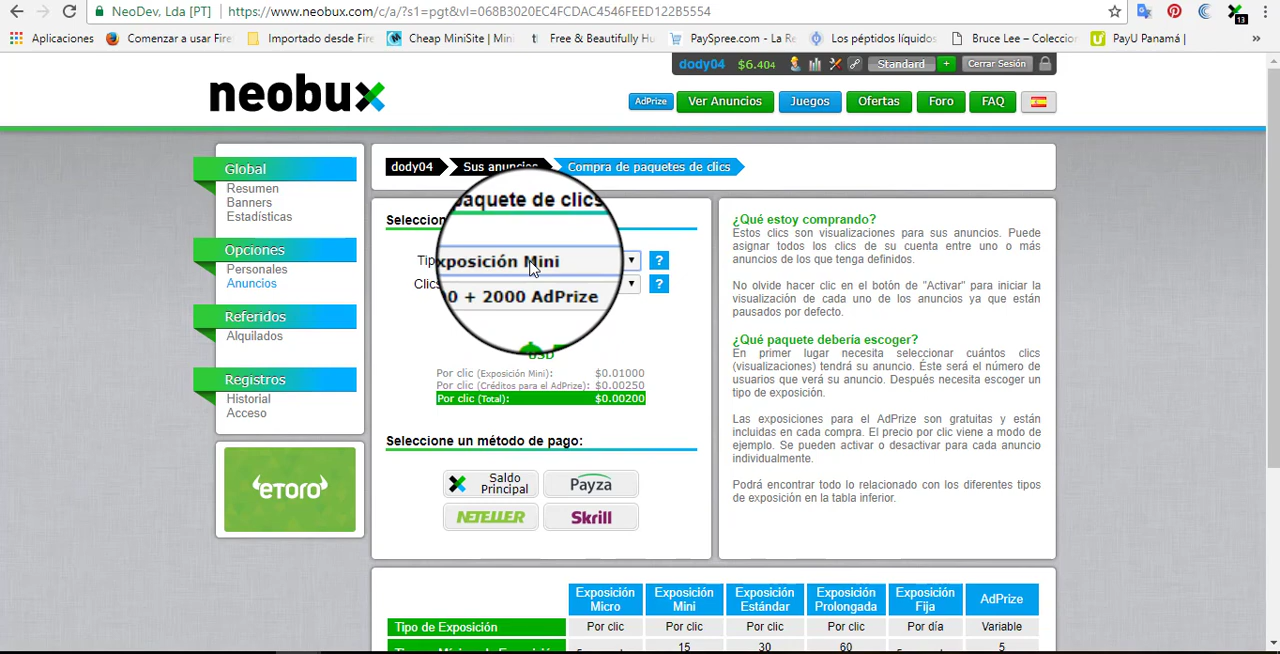 NeoDev, Lda [PT]
https://www.neobux.com/c/a/?s1=pgt&vl=068B3020EC4FCDAC4546FEED122B5554
13
Aplicaciones
Comenzar a usar Fire
Importado desde Fire
Cheap MiniSite | Mini
Free & Beautifully Hu
PaySpree.com - La Re
Los péptidos líquidos
Bruce Lee – Coleccio
PayU Panamá |
»
neobux
dody04
$6.404
Standard
+
Cerrar Sesión
AdPrize
Ver Anuncios
Juegos
Ofertas
Foro
FAQ
Global
Resumen
Banners
Estadísticas
Opciones
Personales
Anuncios
Referidos
Alquilados
Registros
Historial
Acceso
eToro
dody04
Sus anuncios
Compra de paquetes de clics
Seleccion
paquete de clics
Tip
xposición Mini
?
Clics
0 + 2000 AdPrize
?
USD
Por clic (Exposición Mini): $0.01000
Por clic (Créditos para el AdPrize): $0.00250
Por clic (Total): $0.00200
Seleccione un método de pago:
Saldo Principal
Payza
NETELLER
Skrill
¿Qué estoy comprando?
Estos clics son visualizaciones para sus anuncios. Puede
asignar todos los clics de su cuenta entre uno o más
anuncios de los que tenga definidos.
No olvide hacer clic en el botón de "Activar" para iniciar la
visualización de cada uno de los anuncios ya que están
pausados por defecto.
¿Qué paquete debería escoger?
En primer lugar necesita seleccionar cuántos clics
(visualizaciones) tendrá su anuncio. Éste será el número de
usuarios que verá su anuncio. Después necesita escoger un
tipo de exposición.
Las exposiciones para el AdPrize son gratuitas y están
incluidas en cada compra. El precio por clic viene a modo de
ejemplo. Se pueden activar o desactivar para cada anuncio
individualmente.
Podrá encontrar todo lo relacionado con los diferentes tipos
de exposición en la tabla inferior.
Exposición Micro
Exposición Mini
Exposición Estándar
Exposición Prolongada
Exposición Fija
AdPrize
Tipo de Exposición
Por clic
Por clic
Por clic
Por clic
Por día
Variable
15
30
60
5